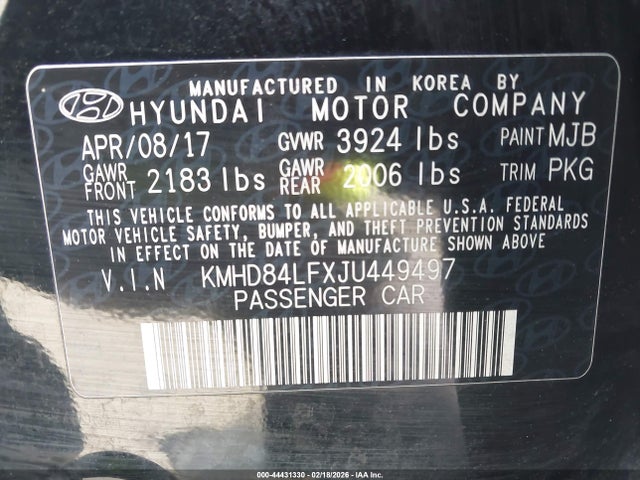 MANUFACTURED IN KOREA BY
HYUNDAI MOTOR COMPANY
APR/08/17 GVWR 3924 lbs PAINT MJB
GAWR FRONT 2183 lbs GAWR REAR 2006 lbs TRIM PKG
THIS VEHICLE CONFORMS TO ALL APPLICABLE U.S.A. FEDERAL
MOTOR VEHICLE SAFETY, BUMPER, AND THEFT PREVENTION STANDARDS
IN EFFECT ON THE DATE OF MANUFACTURE SHOWN ABOVE.
V.I.N KMHD84LFXJU449497
PASSENGER CAR
000-44431330 - 02/18/2026 - IAAI.com